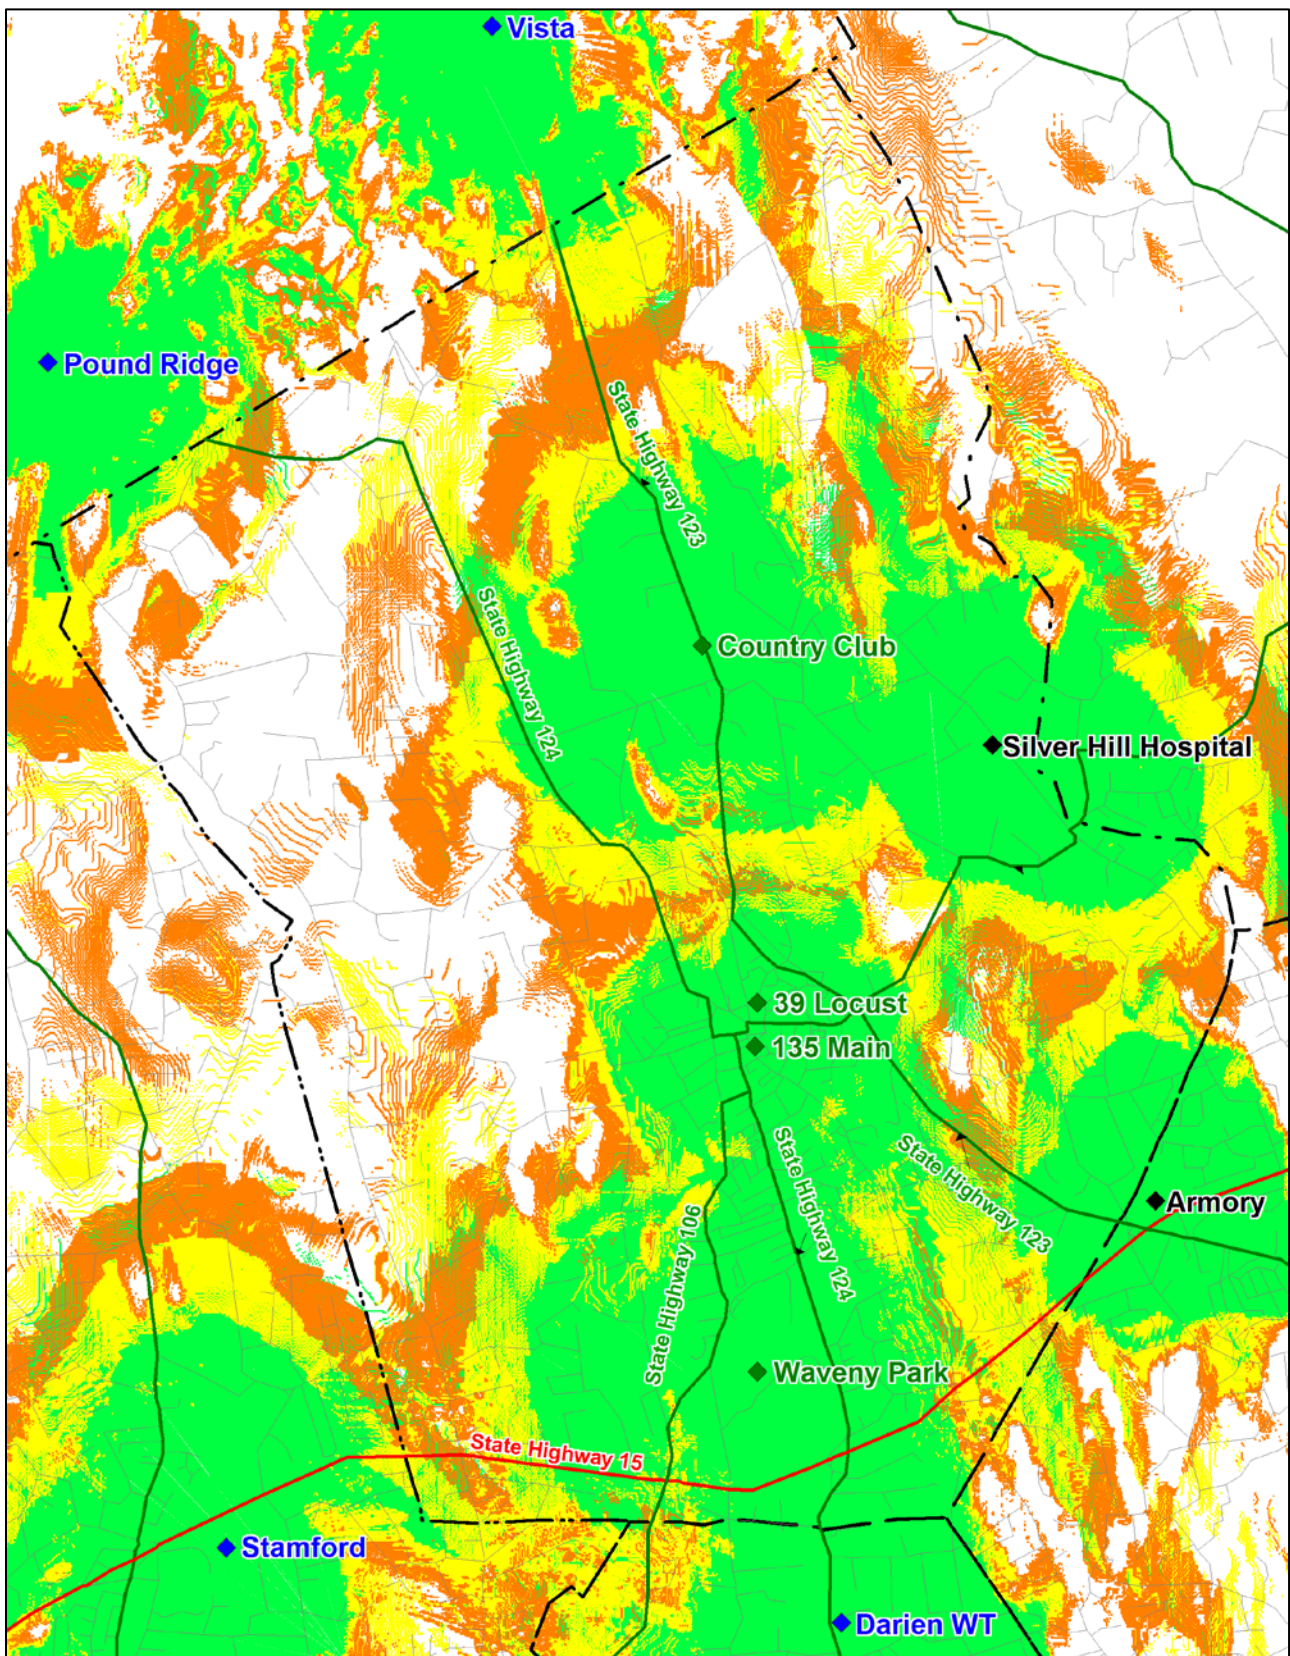 Vista
Pound Ridge
State Highway 123
State Highway 124
Country Club
Silver Hill Hospital
39 Locust
135 Main
State Highway 124
State Highway 123
Armory
State Highway 106
Waveny Park
State Highway 15
Stamford
Darien WT